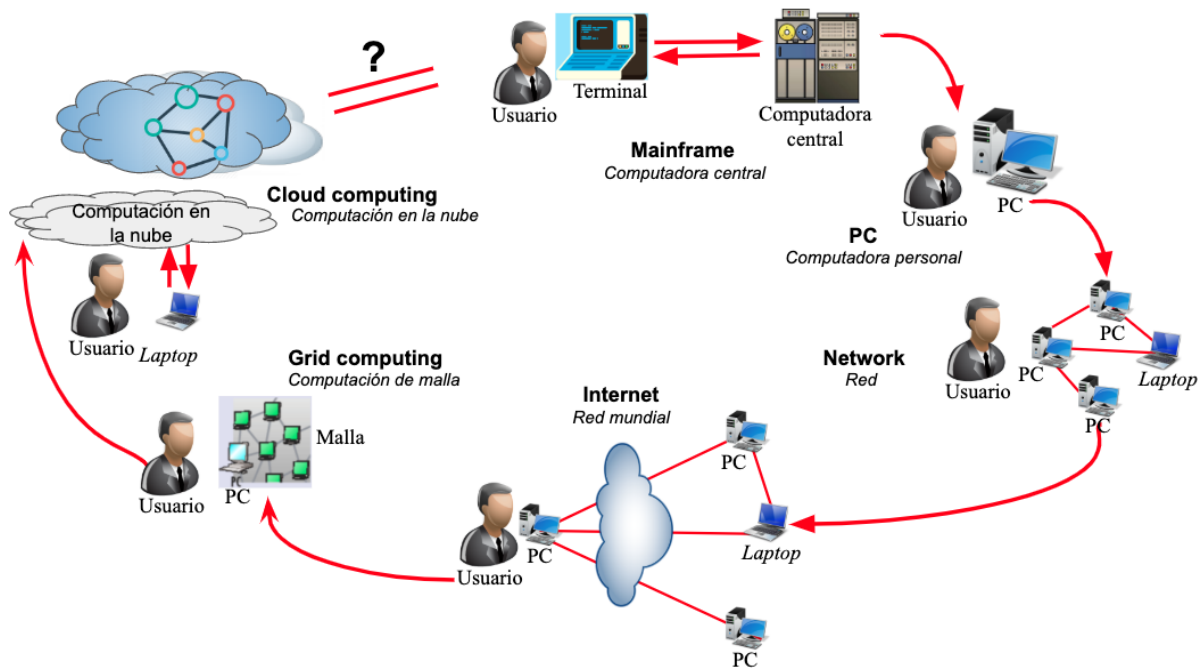 ?
Usuario
Terminal
Computadora
central
Mainframe
Computadora central
Usuario
PC
PC
Computadora personal
Cloud computing
Computación en la nube
Computación en
la nube
Usuario
Laptop
Network
Red
Usuario
PC
PC
Laptop
PC
Internet
Red mundial
PC
Laptop
PC
Usuario
PC
Grid computing
Computación de malla
Malla
PC
PC
Usuario